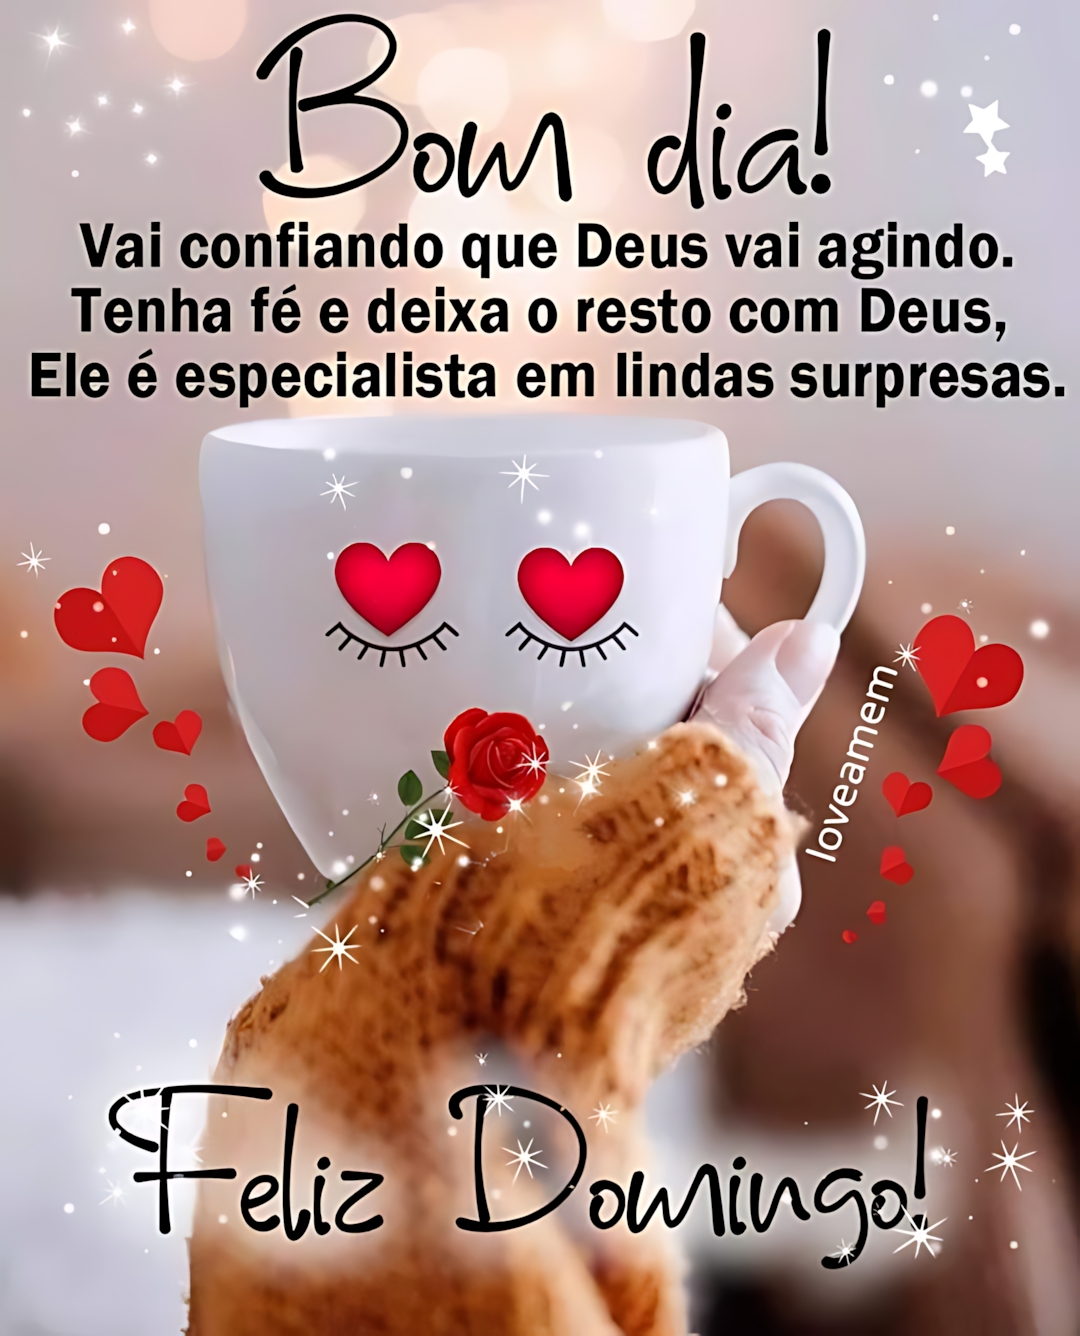 Bom dia!
Vai confiando que Deus vai agindo.
Tenha fé e deixa o resto com Deus,
Ele é especialista em lindas surpresas.
loveamem
Feliz Domingo!